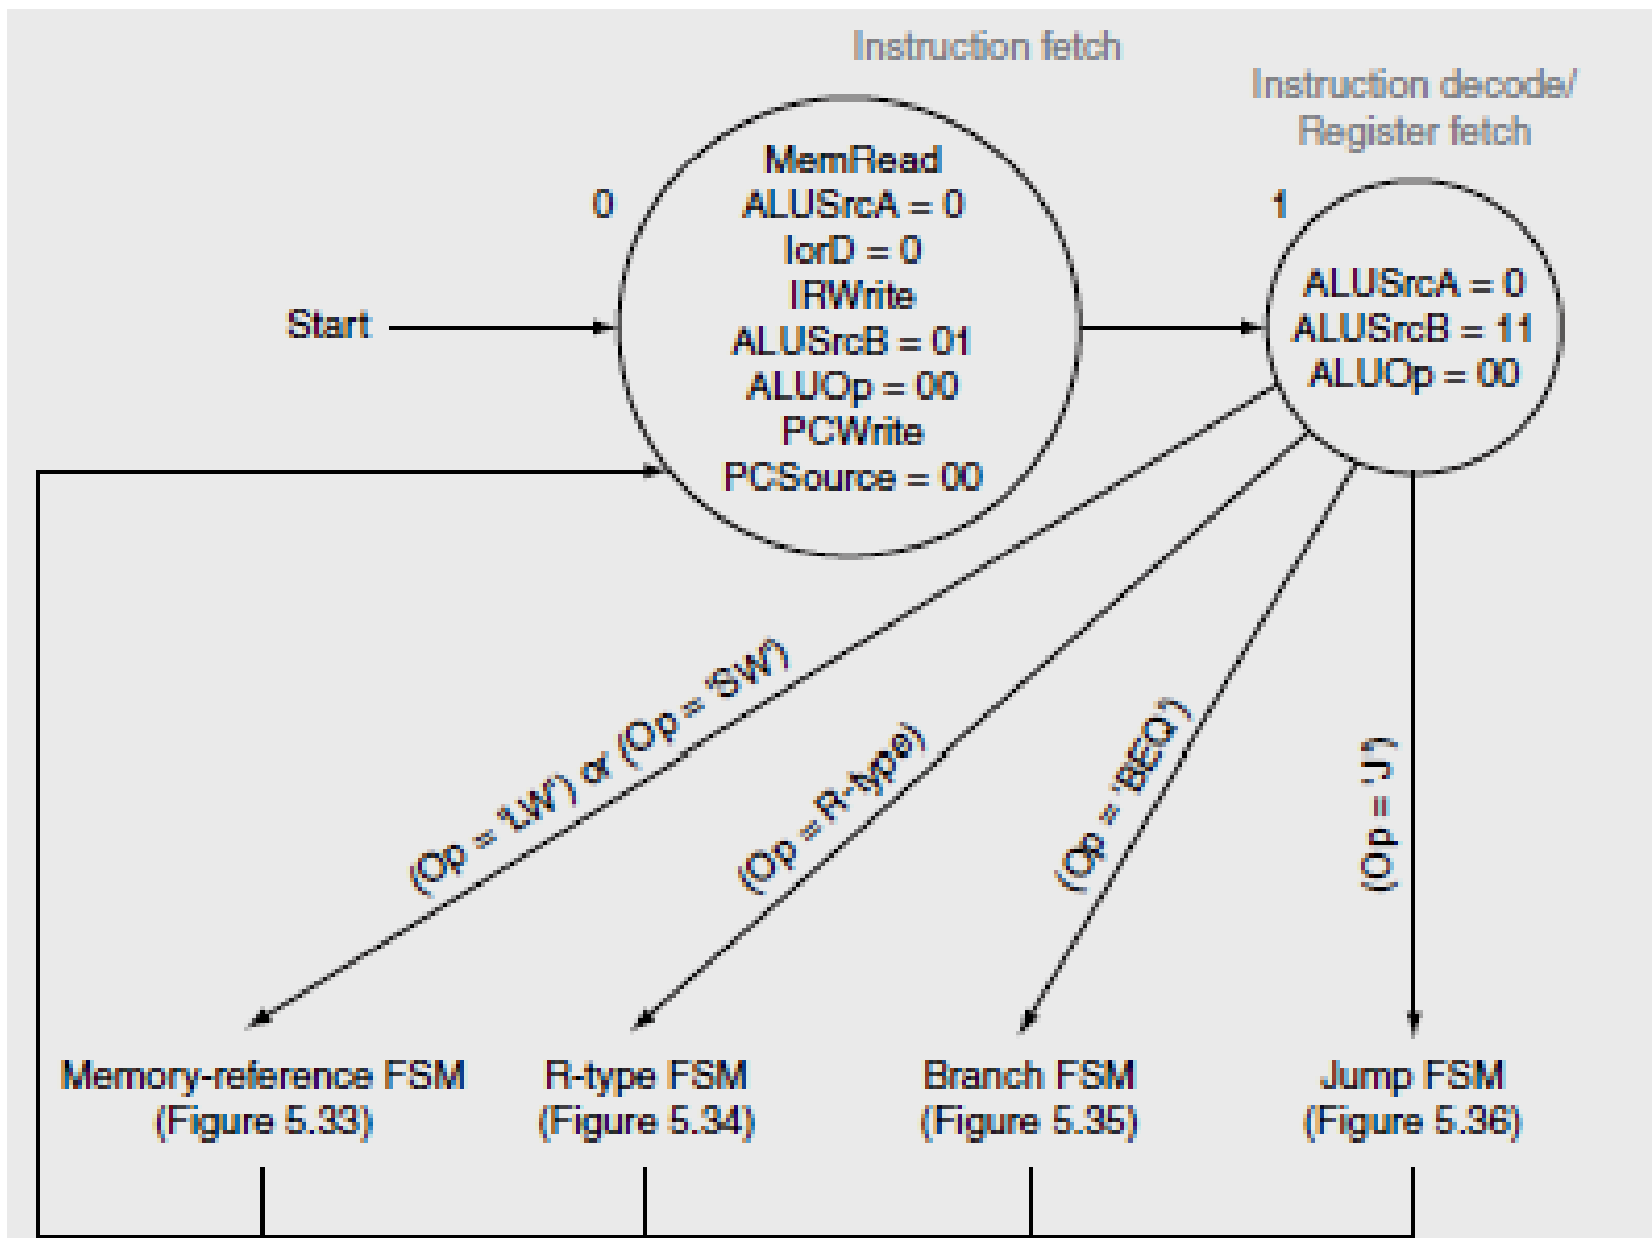 Instruction fetch
Instruction decode/
Register fetch
0
MemRead
ALUSrcA = 0
IorD = 0
IRWrite
ALUSrcB = 01
ALUOp = 00
PCWrite
PCSource = 00
1
ALUSrcA = 0
ALUSrcB = 11
ALUOp = 00
Start
(Op = 'LW') or (Op = 'SW')
(Op = R-type)
(Op = 'BEQ')
(Op = 'J')
Memory-reference FSM
(Figure 5.33)
R-type FSM
(Figure 5.34)
Branch FSM
(Figure 5.35)
Jump FSM
(Figure 5.36)